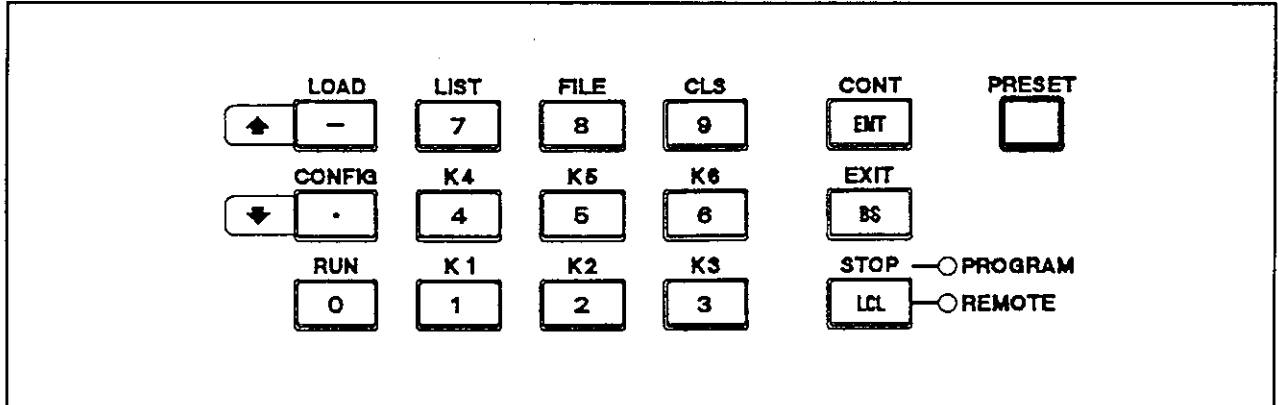 LOAD LIST FILE CLS CONT PRESET
- 7 8 9 ENT
CONFIG K4 K5 K6 EXIT
. 4 5 6 BS
RUN K1 K2 K3 STOP PROGRAM
0 1 2 3 LCL REMOTE